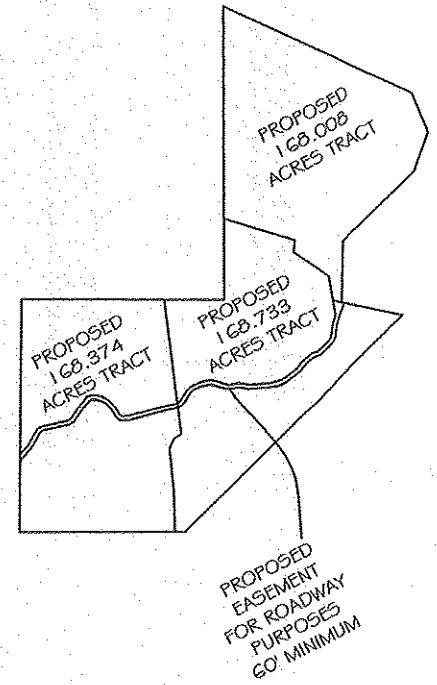 PROPOSED
168.008
ACRES TRACT
PROPOSED
168.733
ACRES TRACT
PROPOSED
168.374
ACRES TRACT
PROPOSED
EASEMENT
FOR ROADWAY
PURPOSES
60' MINIMUM